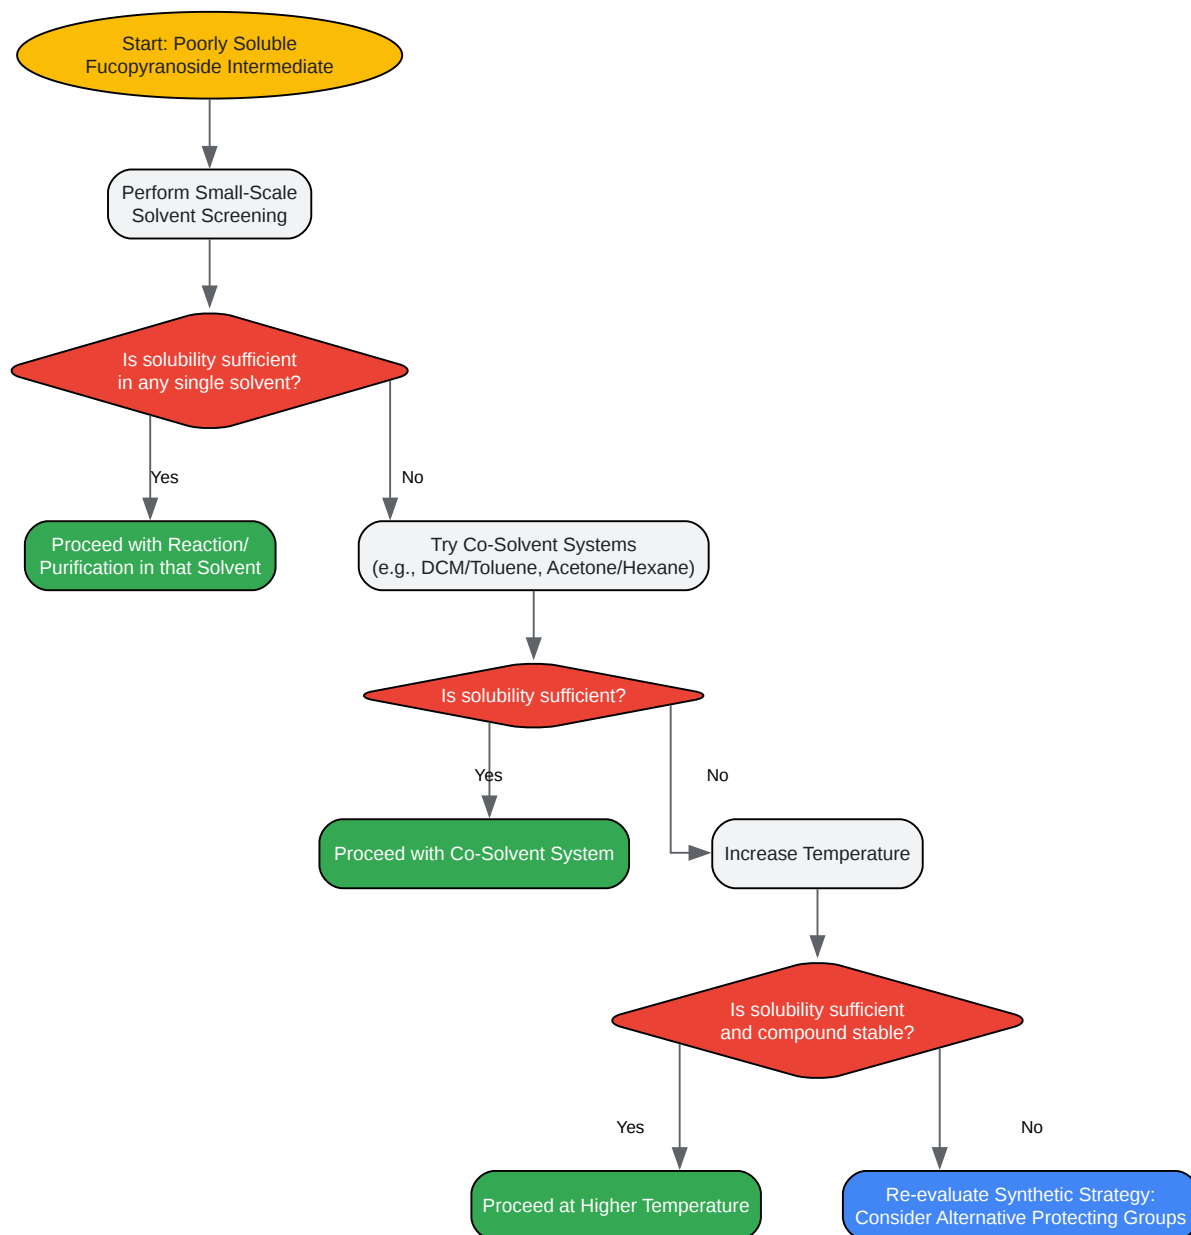 Start: Poorly Soluble
Fucopyranoside Intermediate
Perform Small-Scale
Solvent Screening
Is solubility sufficient
in any single solvent?
Yes
No
Proceed with Reaction/
Purification in that Solvent
Try Co-Solvent Systems
(e.g., DCM/Toluene, Acetone/Hexane)
Is solubility sufficient?
Yes
No
Proceed with Co-Solvent System
Increase Temperature
Is solubility sufficient
and compound stable?
Yes
No
Proceed at Higher Temperature
Re-evaluate Synthetic Strategy:
Consider Alternative Protecting Groups